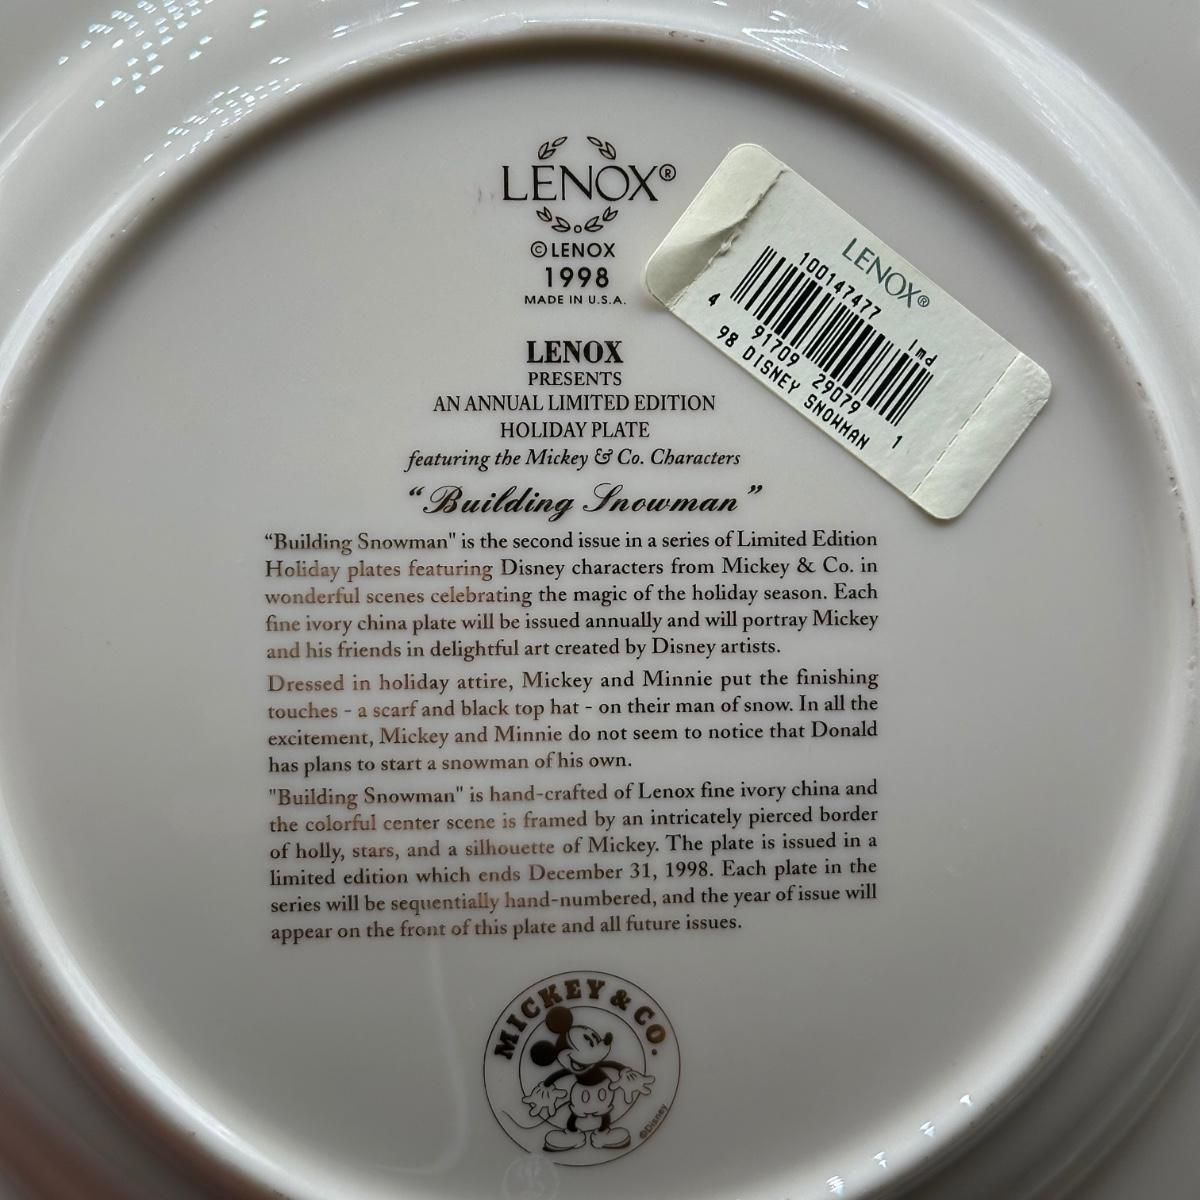 LENOX®
© LENOX
1998
MADE IN U.S.A.
LENOX
PRESENTS
AN ANNUAL LIMITED EDITION
HOLIDAY PLATE
featuring the Mickey & Co. Characters
“Building Snowman”
“Building Snowman" is the second issue in a series of Limited Edition
Holiday plates featuring Disney characters from Mickey & Co. in
wonderful scenes celebrating the magic of the holiday season. Each
fine ivory china plate will be issued annually and will portray Mickey
and his friends in delightful art created by Disney artists.
Dressed in holiday attire, Mickey and Minnie put the finishing
touches - a scarf and black top hat - on their man of snow. In all the
excitement, Mickey and Minnie do not seem to notice that Donald
has plans to start a snowman of his own.
"Building Snowman" is hand-crafted of Lenox fine ivory china and
the colorful center scene is framed by an intricately pierced border
of holly, stars, and a silhouette of Mickey. The plate is issued in a
limited edition which ends December 31, 1998. Each plate in the
series will be sequentially hand-numbered, and the year of issue will
appear on the front of this plate and all future issues.
MICKEY & CO.
©Disney
LENOX®
100147477 1md
4 91709 29079 1
98 DISNEY SNOWMAN